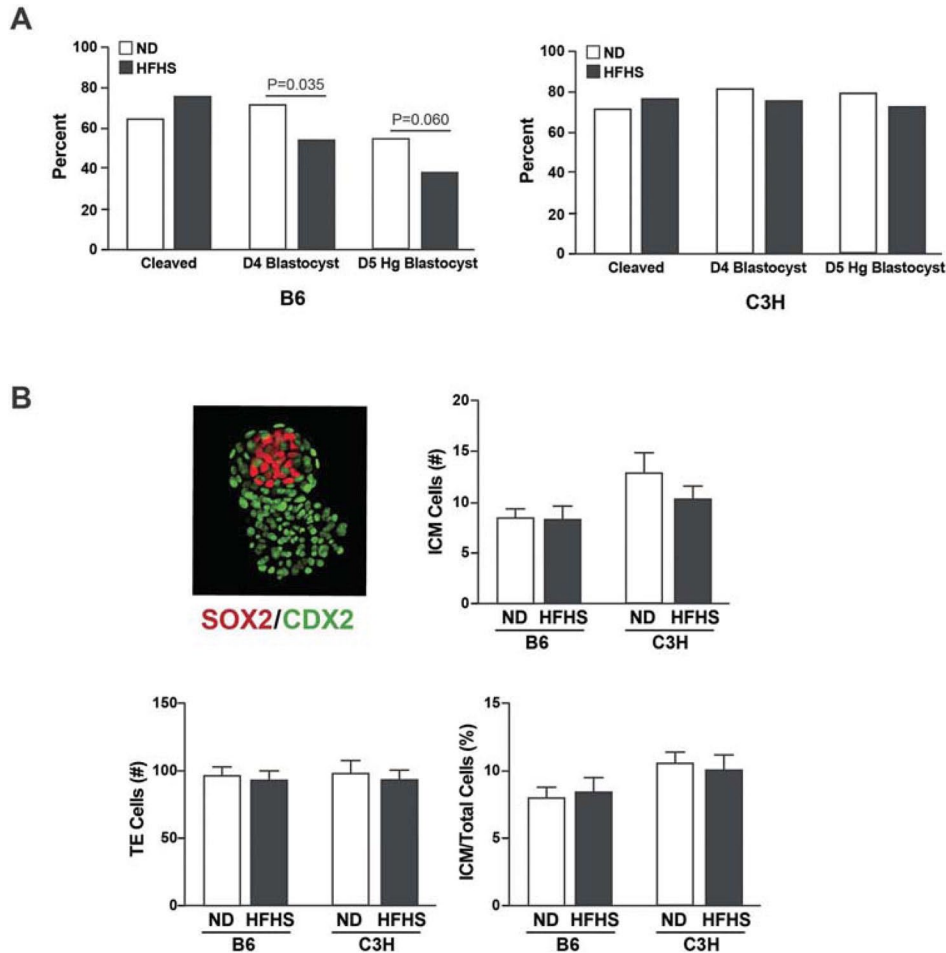 A
100
80
60
40
20
0
Percent
ND
HFHS
P=0.035
P=0.060
Cleaved
D4 Blastocyst
D5 Hg Blastocyst
B6
100
80
60
40
20
0
Percent
ND
HFHS
Cleaved
D4 Blastocyst
D5 Hg Blastocyst
C3H
B
SOX2/CDX2
20
15
10
5
0
ICM Cells (#)
ND HFHS ND HFHS
B6 C3H
150
100
50
0
TE Cells (#)
ND HFHS ND HFHS
B6 C3H
15
10
5
0
ICM/Total Cells (%)
ND HFHS ND HFHS
B6 C3H